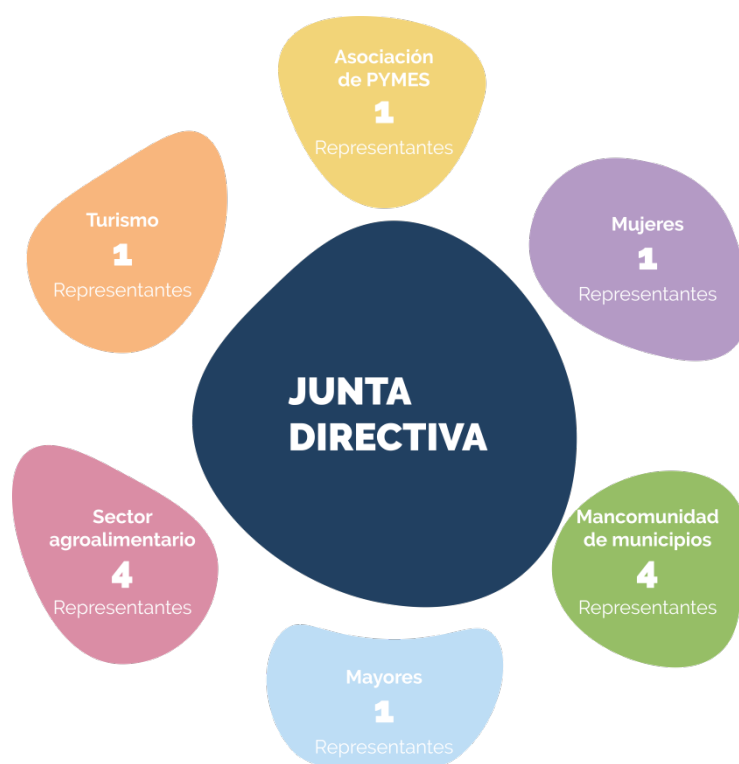 Asociación
de PYMES
1
Representantes
Turismo
1
Representantes
Mujeres
1
Representantes
JUNTA
DIRECTIVA
Sector
agroalimentario
4
Representantes
Mancomunidad
de municipios
4
Representantes
Mayores
1
Representantes